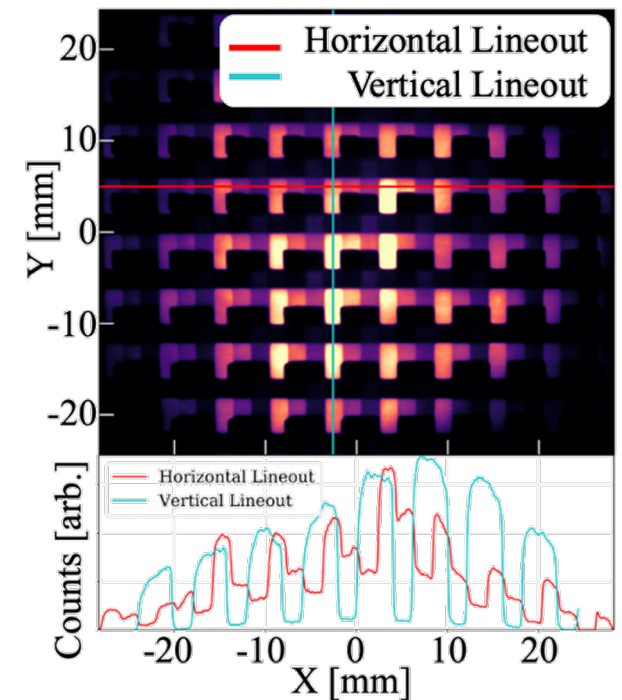 Horizontal Lineout
Vertical Lineout
20
10
0
-10
-20
Y [mm]
Horizontal Lineout
Vertical Lineout
Counts [arb.]
-20 -10 0 10 20
X [mm]